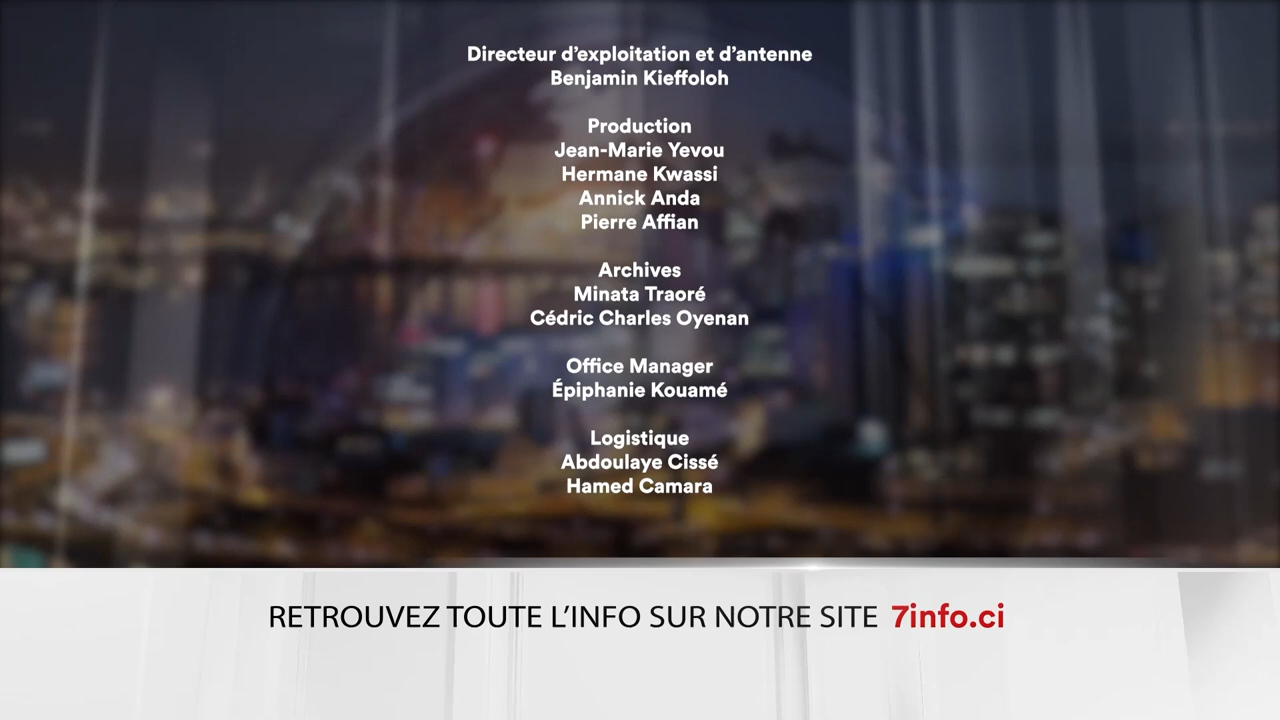 Directeur d’exploitation et d’antenne
Benjamin Kieffoloh
Production
Jean-Marie Yevou
Hermane Kwassi
Annick Anda
Pierre Affian
Archives
Minata Traoré
Cédric Charles Oyenan
Office Manager
Épiphanie Kouamé
Logistique
Abdoulaye Cissé
Hamed Camara
RETROUVEZ TOUTE L’INFO SUR NOTRE SITE 7info.ci